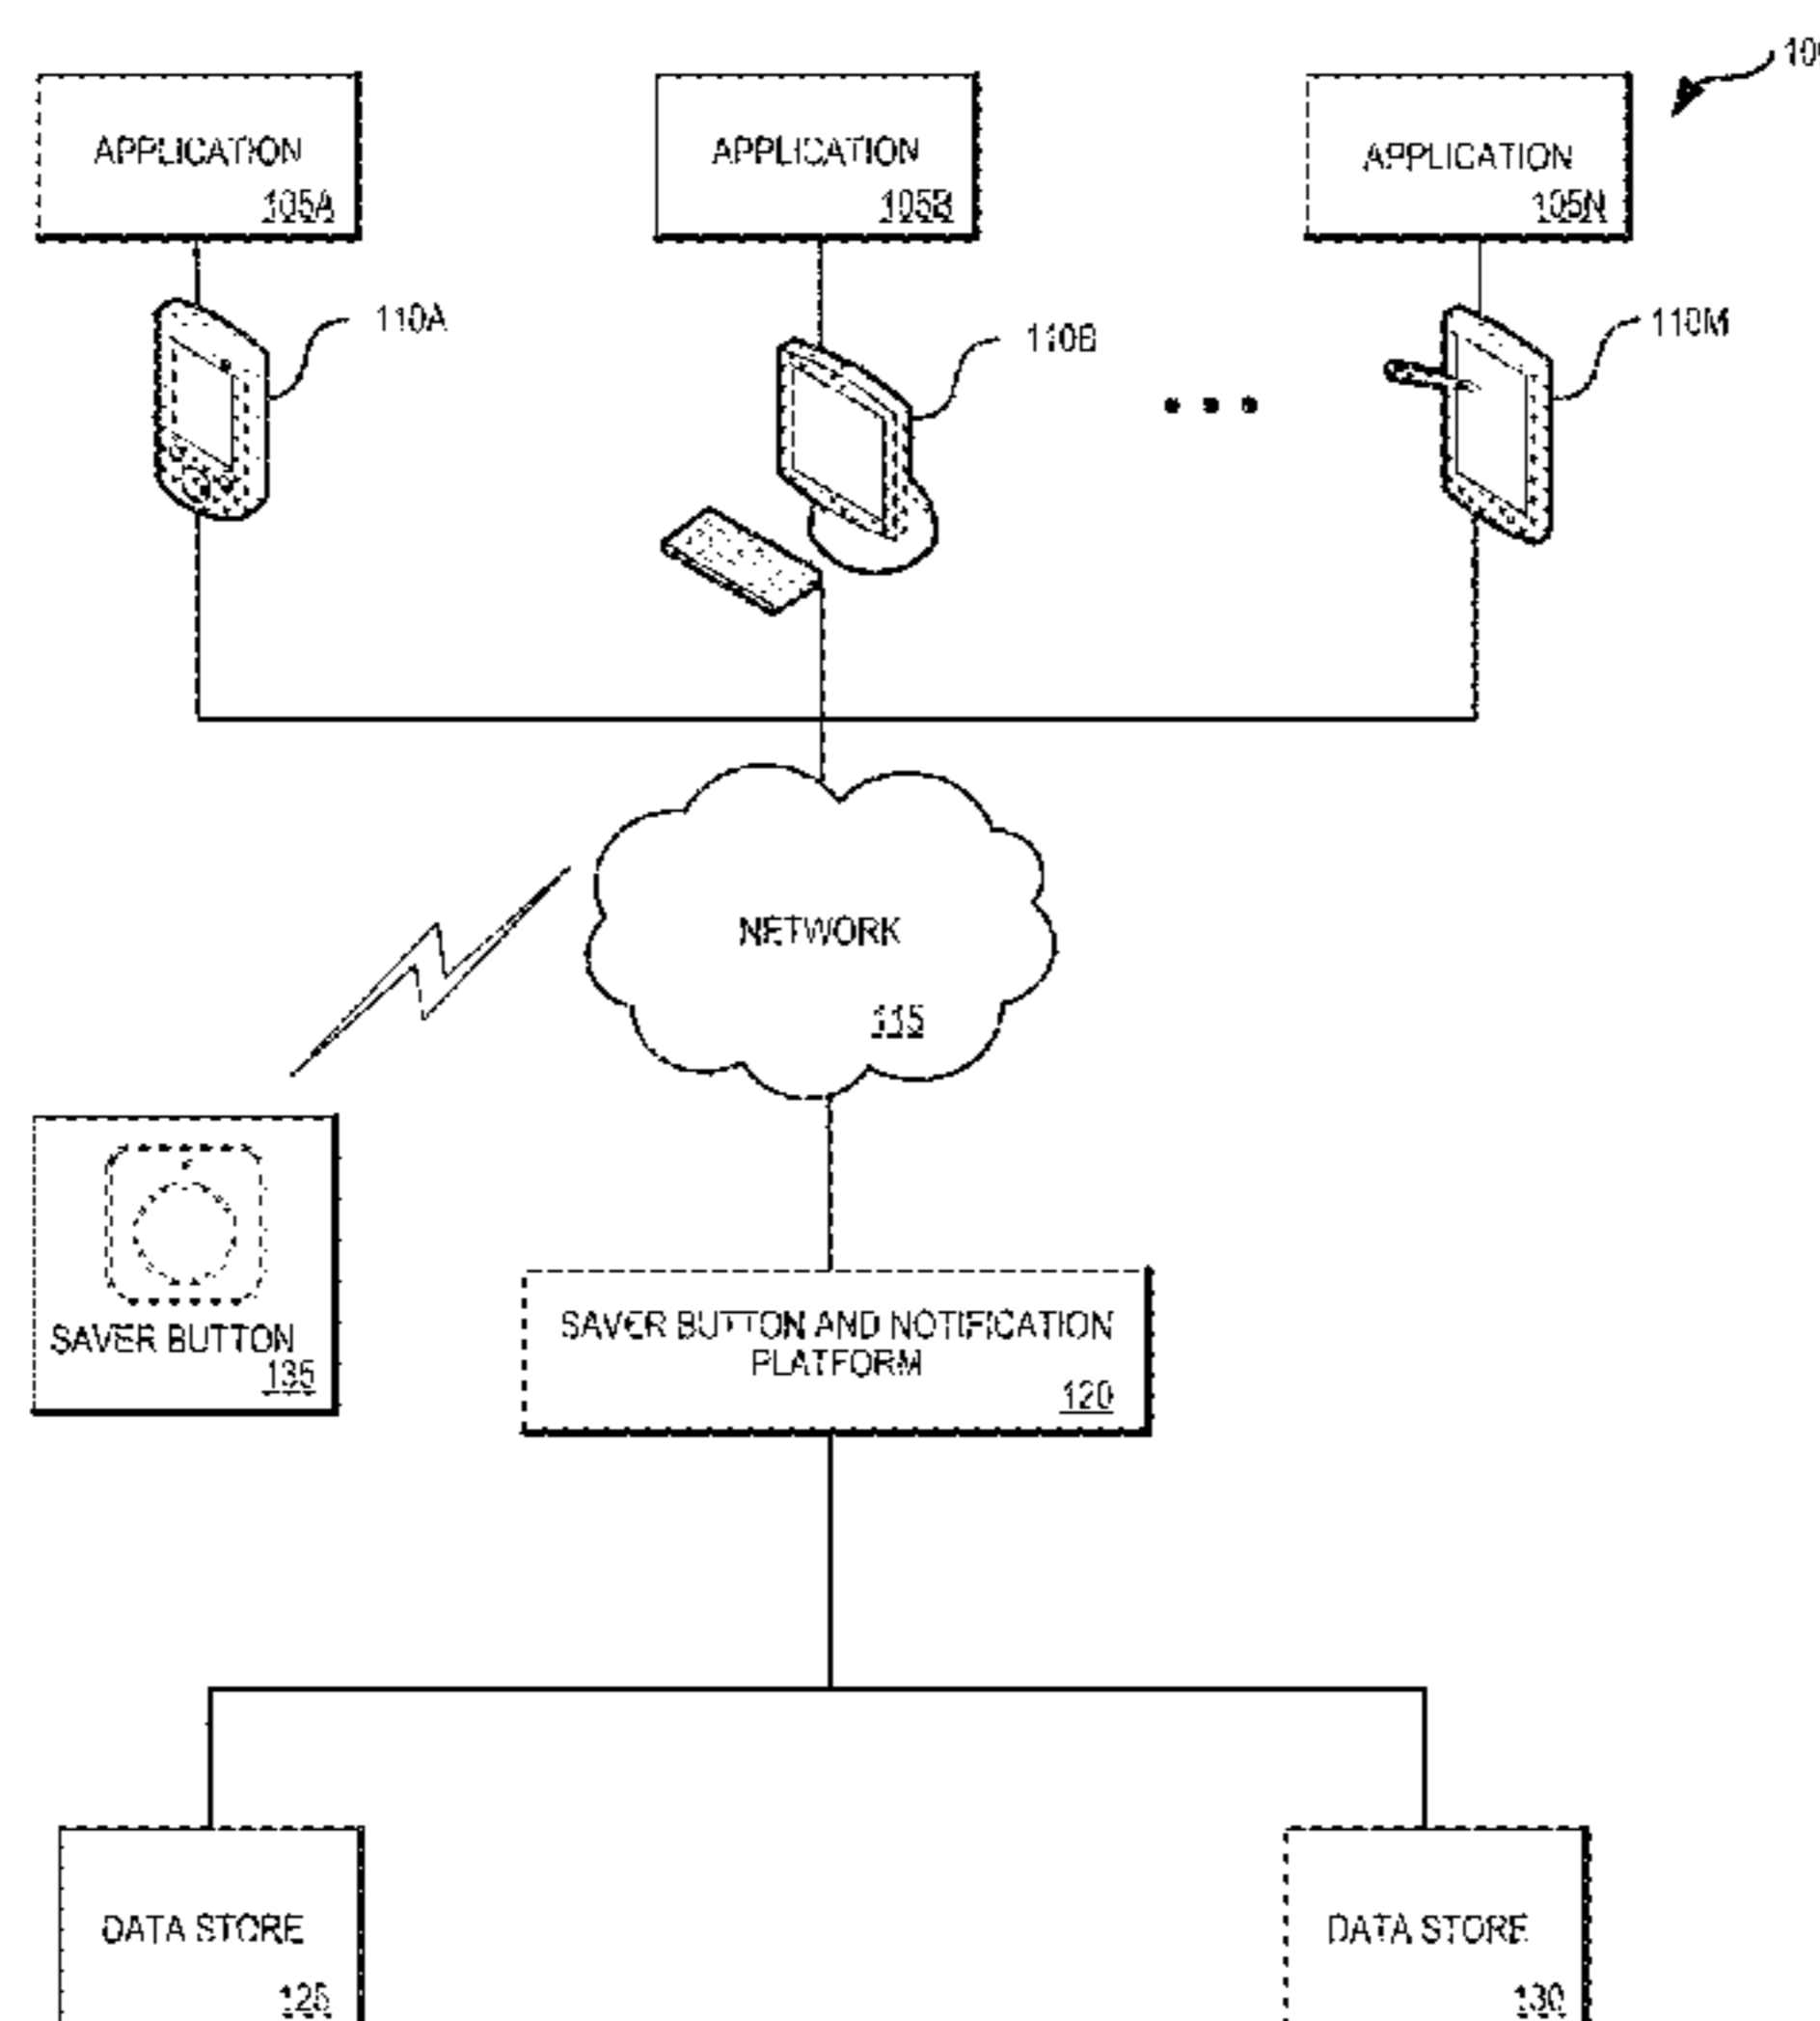 APPLICATION
105A
APPLICATION
105B
APPLICATION
105N
110A
110B
110M
NETWORK
115
SAVER BUTTON
135
SAVER BUTTON AND NOTIFICATION
PLATFORM
120
DATA STORE
125
DATA STORE
130